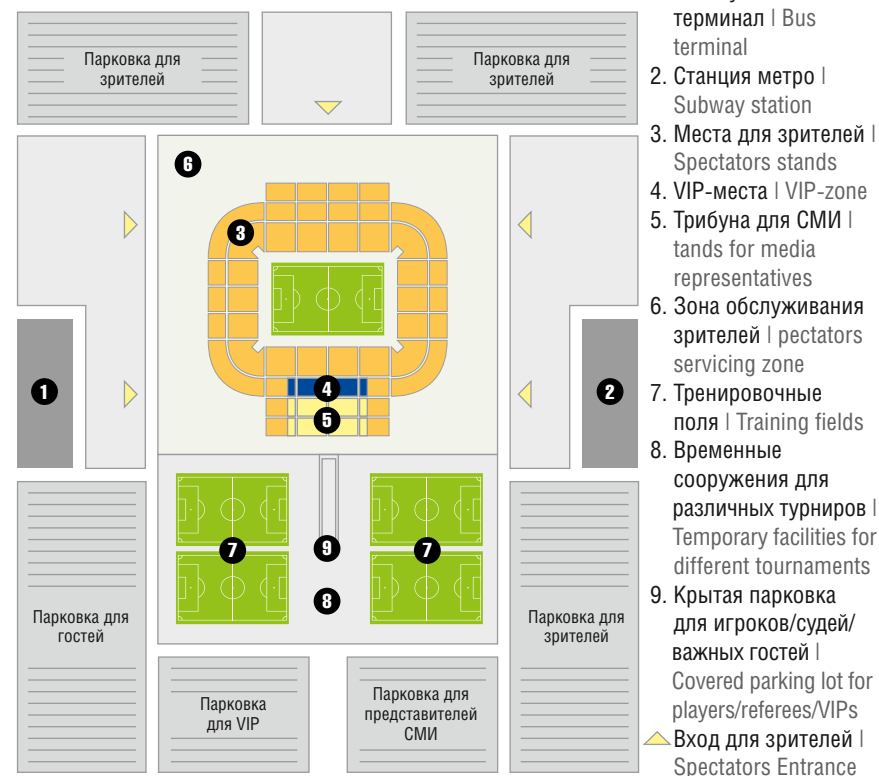 Парковка для
зрителей
Парковка для
зрителей
6
3
4
5
1
2
7
7
9
8
Парковка для
гостей
Парковка для
зрителей
Парковка
для VIP
Парковка для
представителей
СМИ
терминал | Bus
terminal
2. Станция метро |
Subway station
3. Места для зрителей |
Spectators stands
4. VIP-места | VIP-zone
5. Трибуна для СМИ |
tands for media
representatives
6. Зона обслуживания
зрителей | pectators
servicing zone
7. Тренировочные
поля | Training fields
8. Временные
сооружения для
различных турниров |
Temporary facilities for
different tournaments
9. Крытая парковка
для игроков/судей/
важных гостей |
Covered parking lot for
players/referees/VIPs
Вход для зрителей |
Spectators Entrance